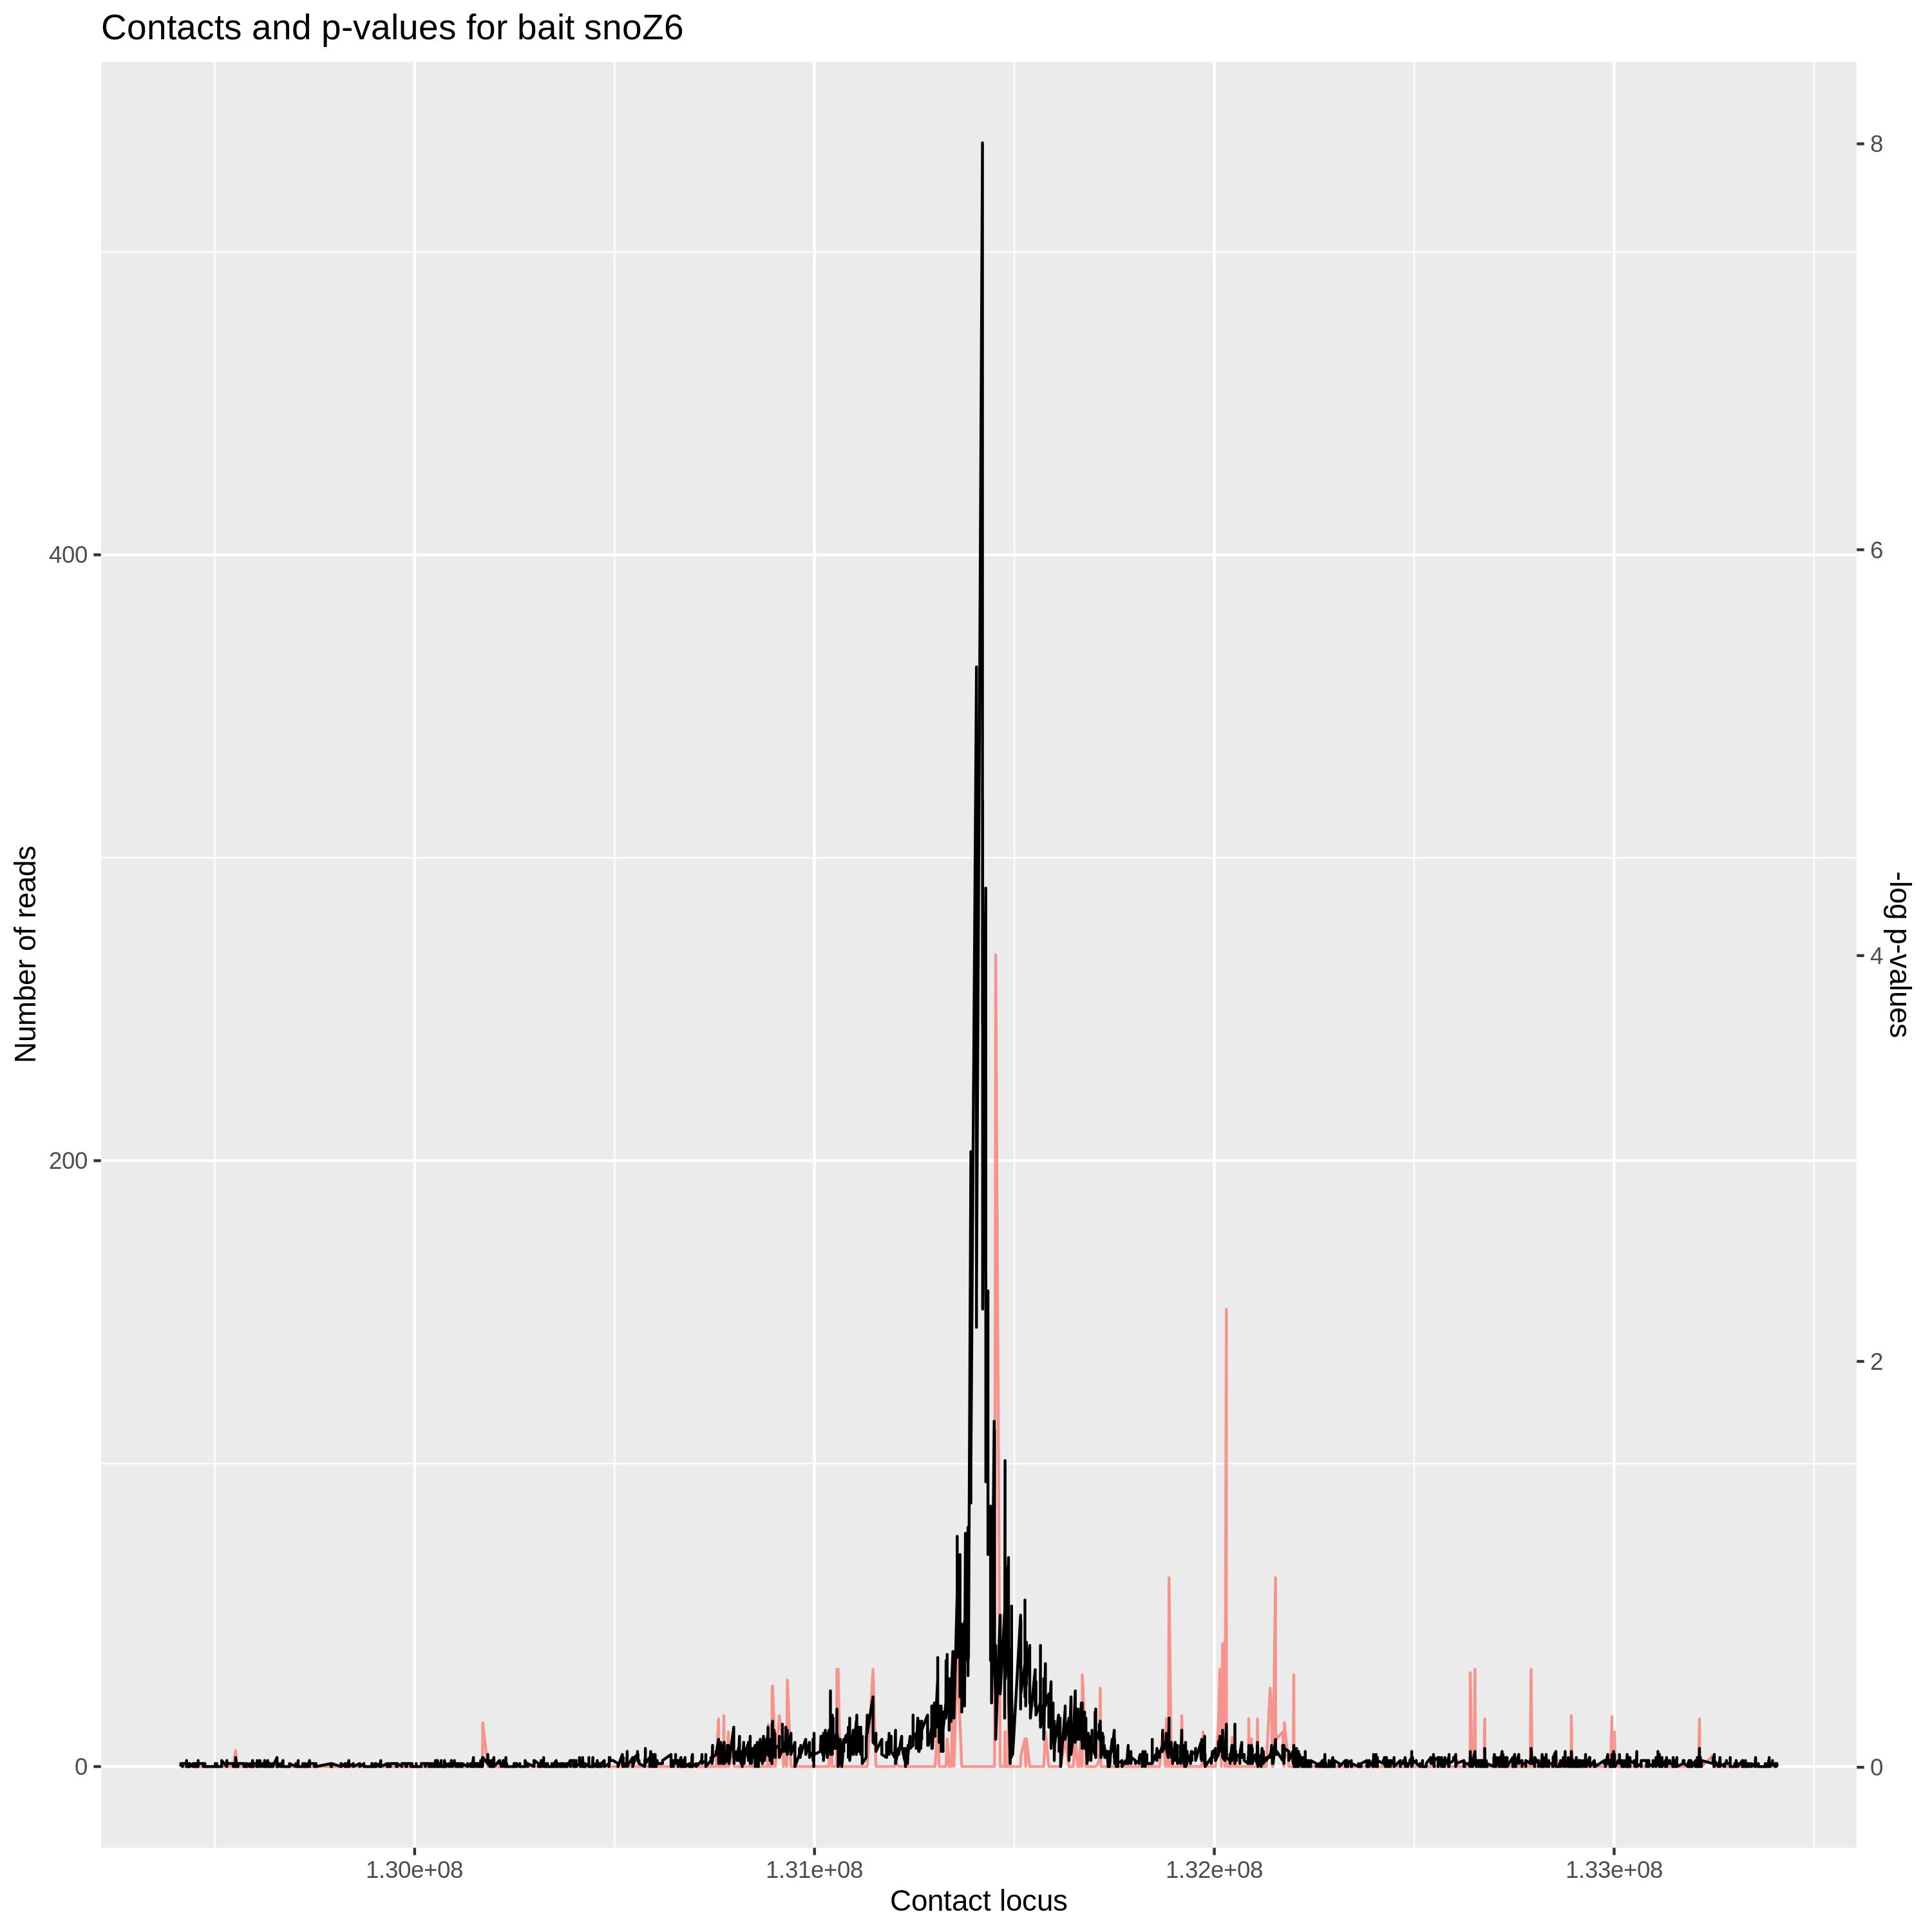 Contacts and p-values for bait snoZ6
Number of reads
400
200
0
8
6
4
2
0
-log p-values
1.30e+08
1.31e+08
1.32e+08
1.33e+08
Contact locus